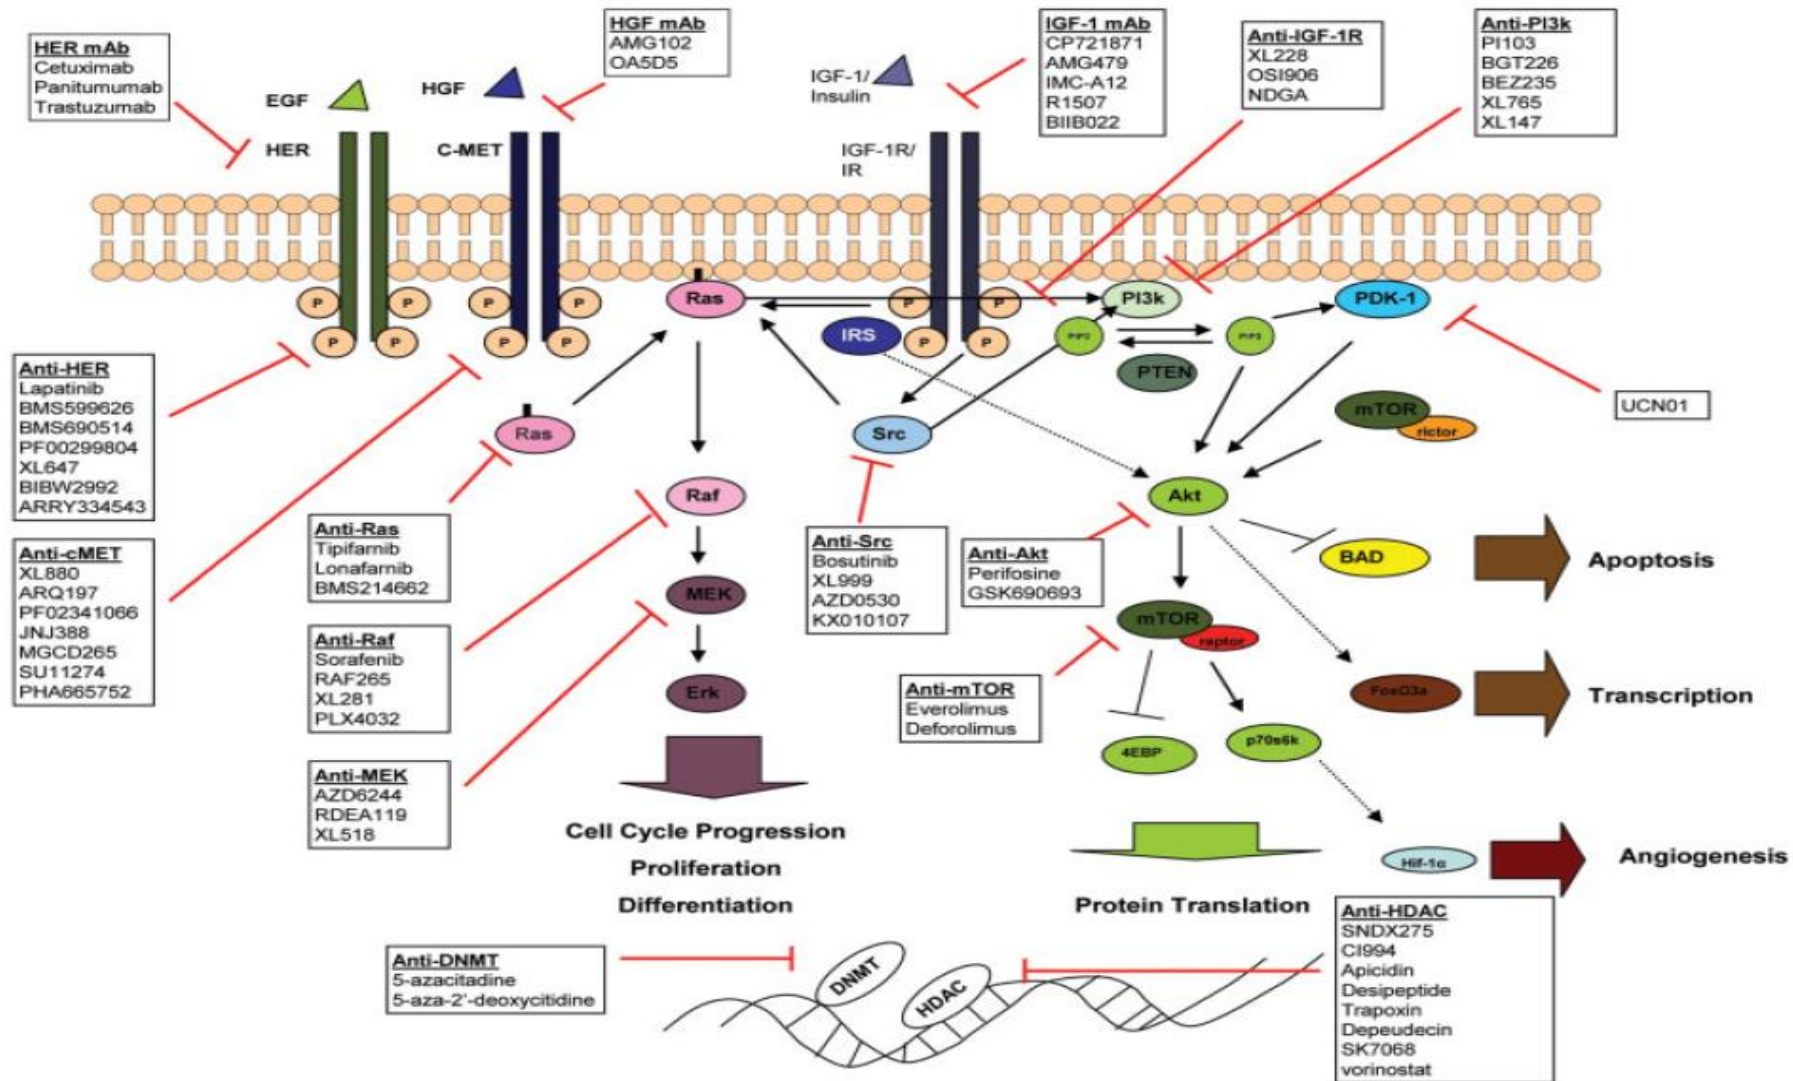 HER mAb
Cetuximab
Panitumumab
Trastuzumab
EGF
HER
HGF
C-MET
HGF mAb
AMG102
OA5D5
IGF-1/
Insulin
IGF-1R/
IR
IGF-1 mAb
CP721871
AMG479
IMC-A12
R1507
BIIB022
Anti-IGF-1R
XL228
OSI906
NDGA
Anti-PI3k
PI103
BGT226
BEZ235
XL765
XL147
P
P
P
P
P
P
P
P
P
P
P
P
Ras
IRS
PI3k
PIP2
PIP3
PTEN
PDK-1
UCN01
mTOR
rictor
Anti-HER
Lapatinib
BMS599626
BMS690514
PF00299804
XL647
BIBW2992
ARRY334543
Anti-cMET
XL880
ARQ197
PF02341066
JNJ388
MGCD265
SU11274
PHA665752
Ras
Src
Raf
MEK
Erk
Akt
BAD
Apoptosis
Anti-Ras
Tipifarnib
Lonafarnib
BMS214662
Anti-Raf
Sorafenib
RAF265
XL281
PLX4032
Anti-MEK
AZD6244
RDEA119
XL518
Anti-Src
Bosutinib
XL999
AZD0530
KX010107
Anti-Akt
Perifosine
GSK690693
Anti-mTOR
Everolimus
Deforolimus
mTOR
raptor
4EBP
p70s6k
FoxO3a
Transcription
Hif-1α
Angiogenesis
Cell Cycle Progression
Proliferation
Differentiation
Protein Translation
Anti-DNMT
5-azacitadine
5-aza-2'-deoxycitidine
DNMT
HDAC
Anti-HDAC
SNDX275
CI994
Apicidin
Desipeptide
Trapoxin
Depeudecin
SK7068
vorinostat